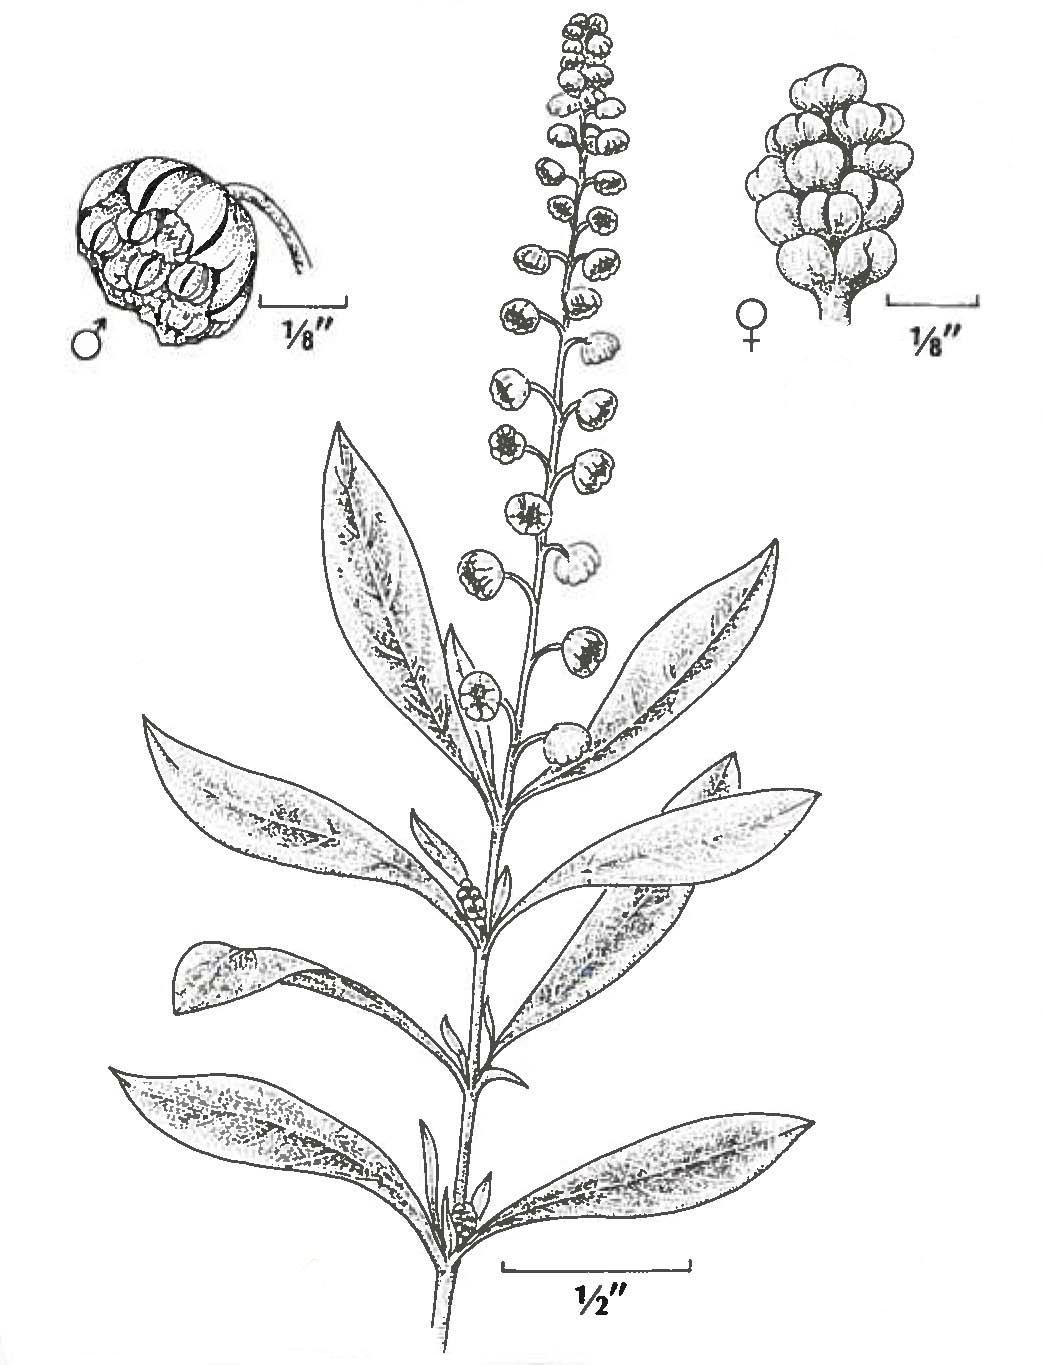 ♂ 1/8"
♀ 1/8"
1/2"